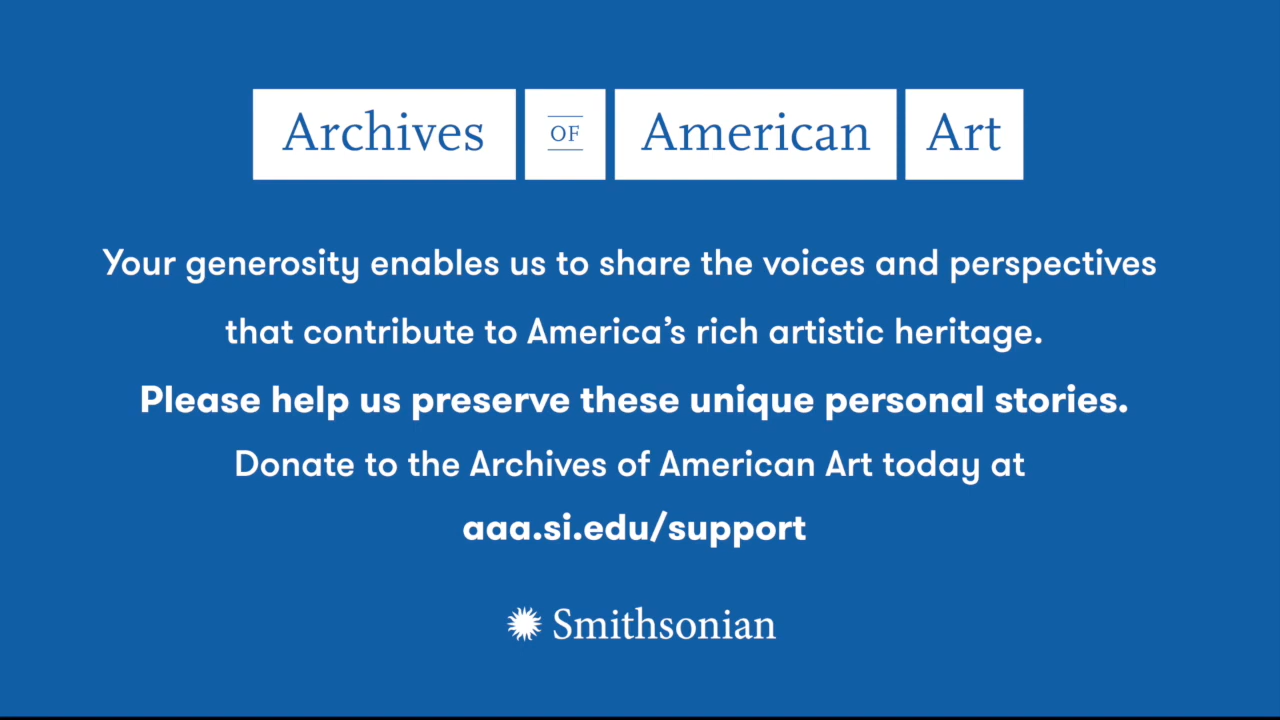 Archives OF American Art
Your generosity enables us to share the voices and perspectives
that contribute to America's rich artistic heritage.
Please help us preserve these unique personal stories.
Donate to the Archives of American Art today at
aaa.si.edu/support
Smithsonian